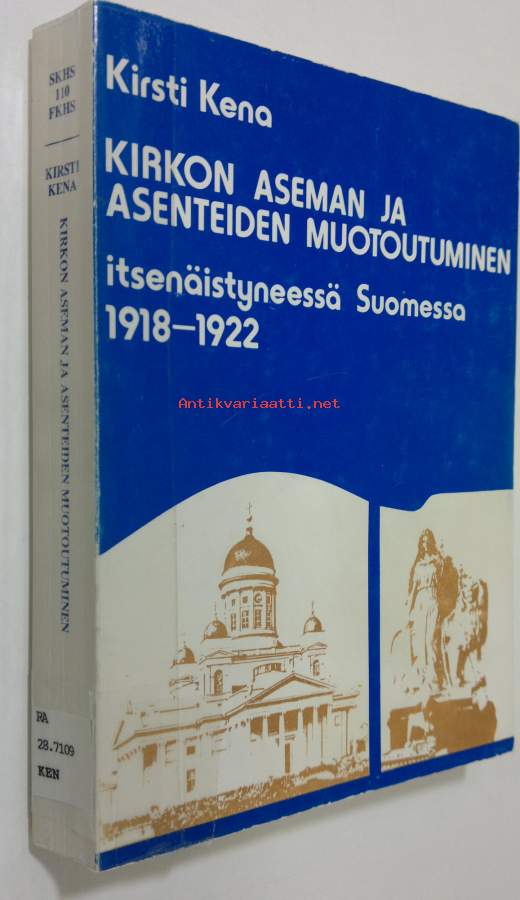 Kirsti Kena
KIRKON ASEMAN JA
ASENTEIDEN MUOTOUTUMINEN
itsenäistyneessä Suomessa
1918–1922
Antikvariaatti.net
SKHS
110
FKHS
KIRSTI
KENA
KIRKON ASEMAN JA ASENTEIDEN MUOTOUTUMINEN
RA
28.7109
KEN